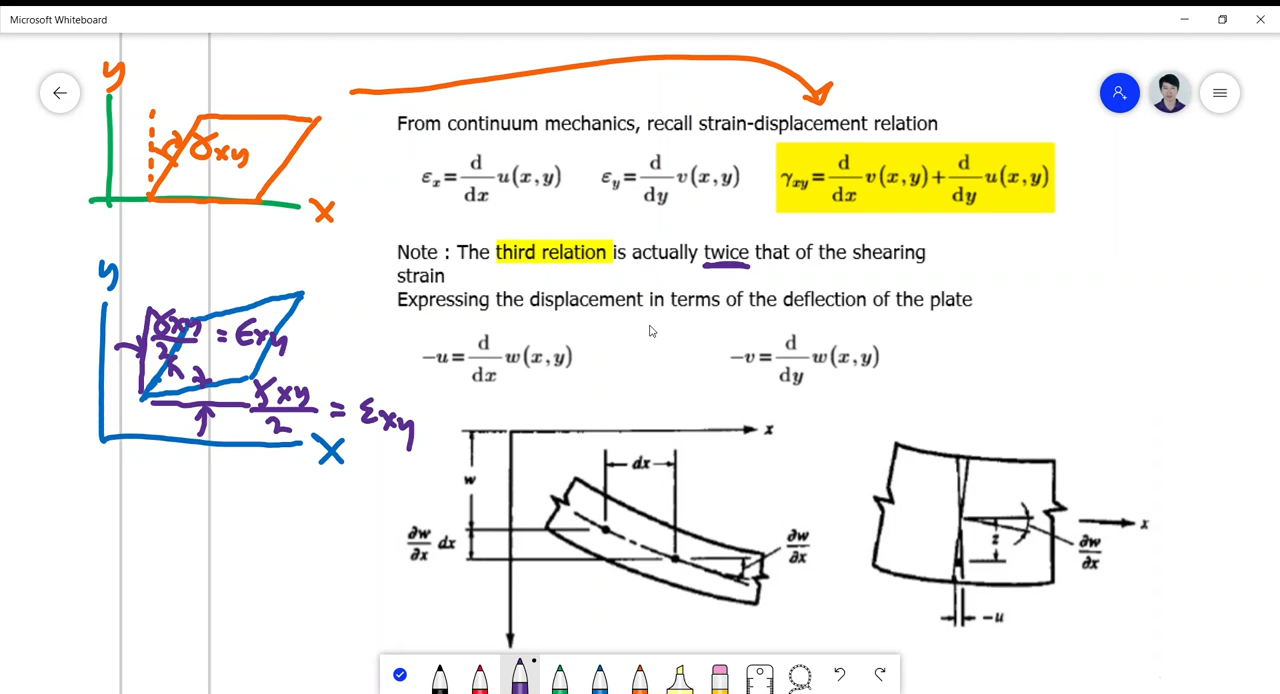 Microsoft Whiteboard
y
γxy
x
From continuum mechanics, recall strain-displacement relation
εx = d/dx u(x,y) εy = d/dy v(x,y) γxy = d/dx v(x,y) + d/dy u(x,y)
Note : The third relation is actually twice that of the shearing
strain
Expressing the displacement in terms of the deflection of the plate
−u = d/dx w(x,y) −v = d/dy w(x,y)
y
γxy/2 = εxy
γxy/2 = εxy
x
x
dx
w
∂w/∂x dx
∂w/∂x
x
z
∂w/∂x
−u